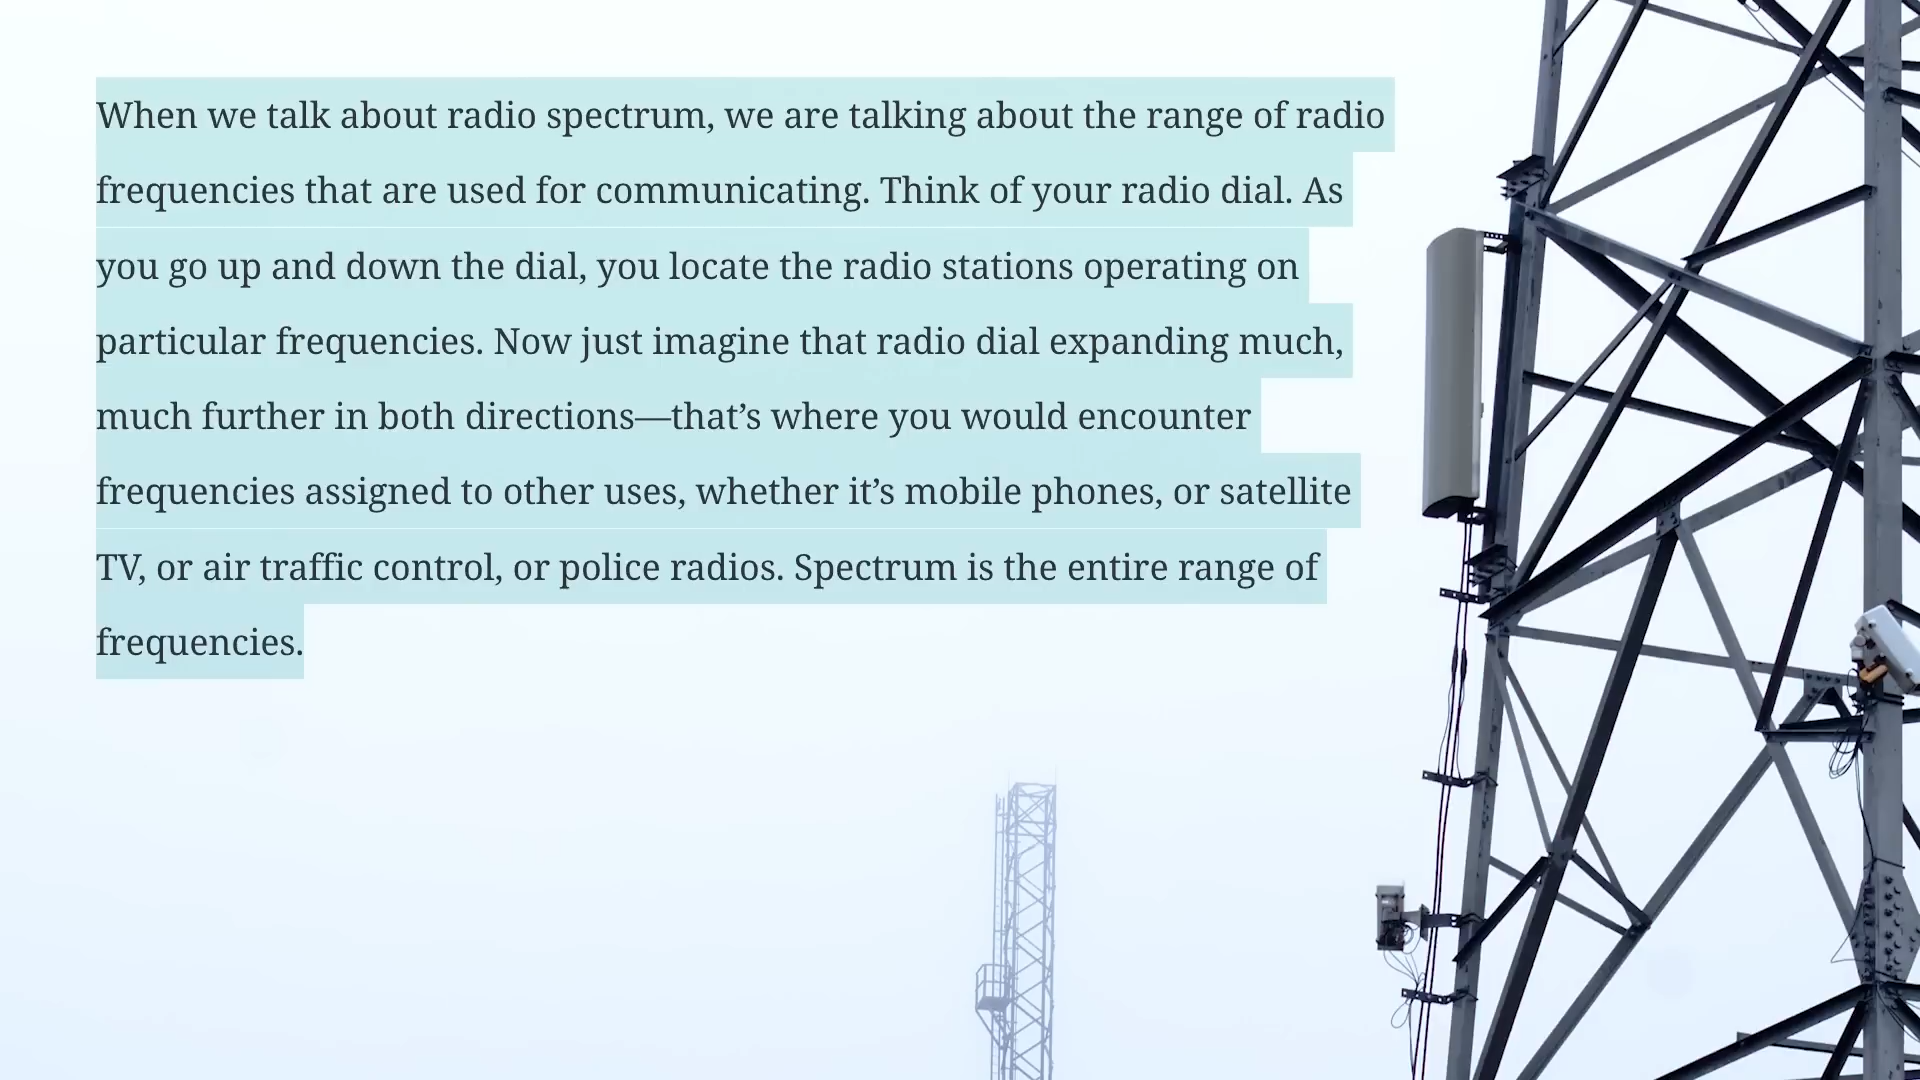 When we talk about radio spectrum, we are talking about the range of radio
frequencies that are used for communicating. Think of your radio dial. As
you go up and down the dial, you locate the radio stations operating on
particular frequencies. Now just imagine that radio dial expanding much,
much further in both directions—that’s where you would encounter
frequencies assigned to other uses, whether it’s mobile phones, or satellite
TV, or air traffic control, or police radios. Spectrum is the entire range of
frequencies.